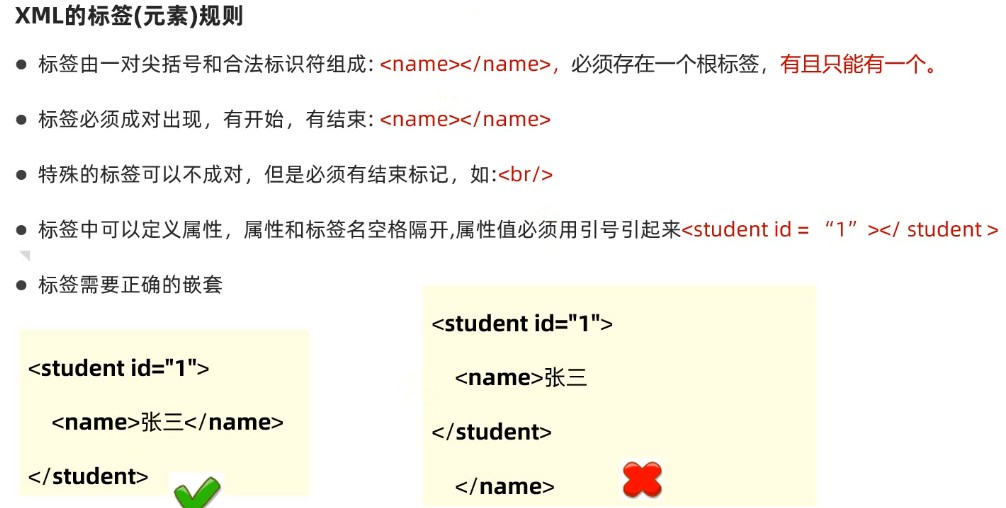 XML的标签(元素)规则
● 标签由一对尖括号和合法标识符组成: <name></name>，必须存在一个根标签，有且只能有一个。
● 标签必须成对出现，有开始，有结束: <name></name>
● 特殊的标签可以不成对，但是必须有结束标记，如:<br/>
● 标签中可以定义属性，属性和标签名空格隔开,属性值必须用引号引起来<student id = “1” ></ student >
● 标签需要正确的嵌套
<student id="1">
<name>张三</name>
</student>
<student id="1">
<name>张三
</student>
</name>